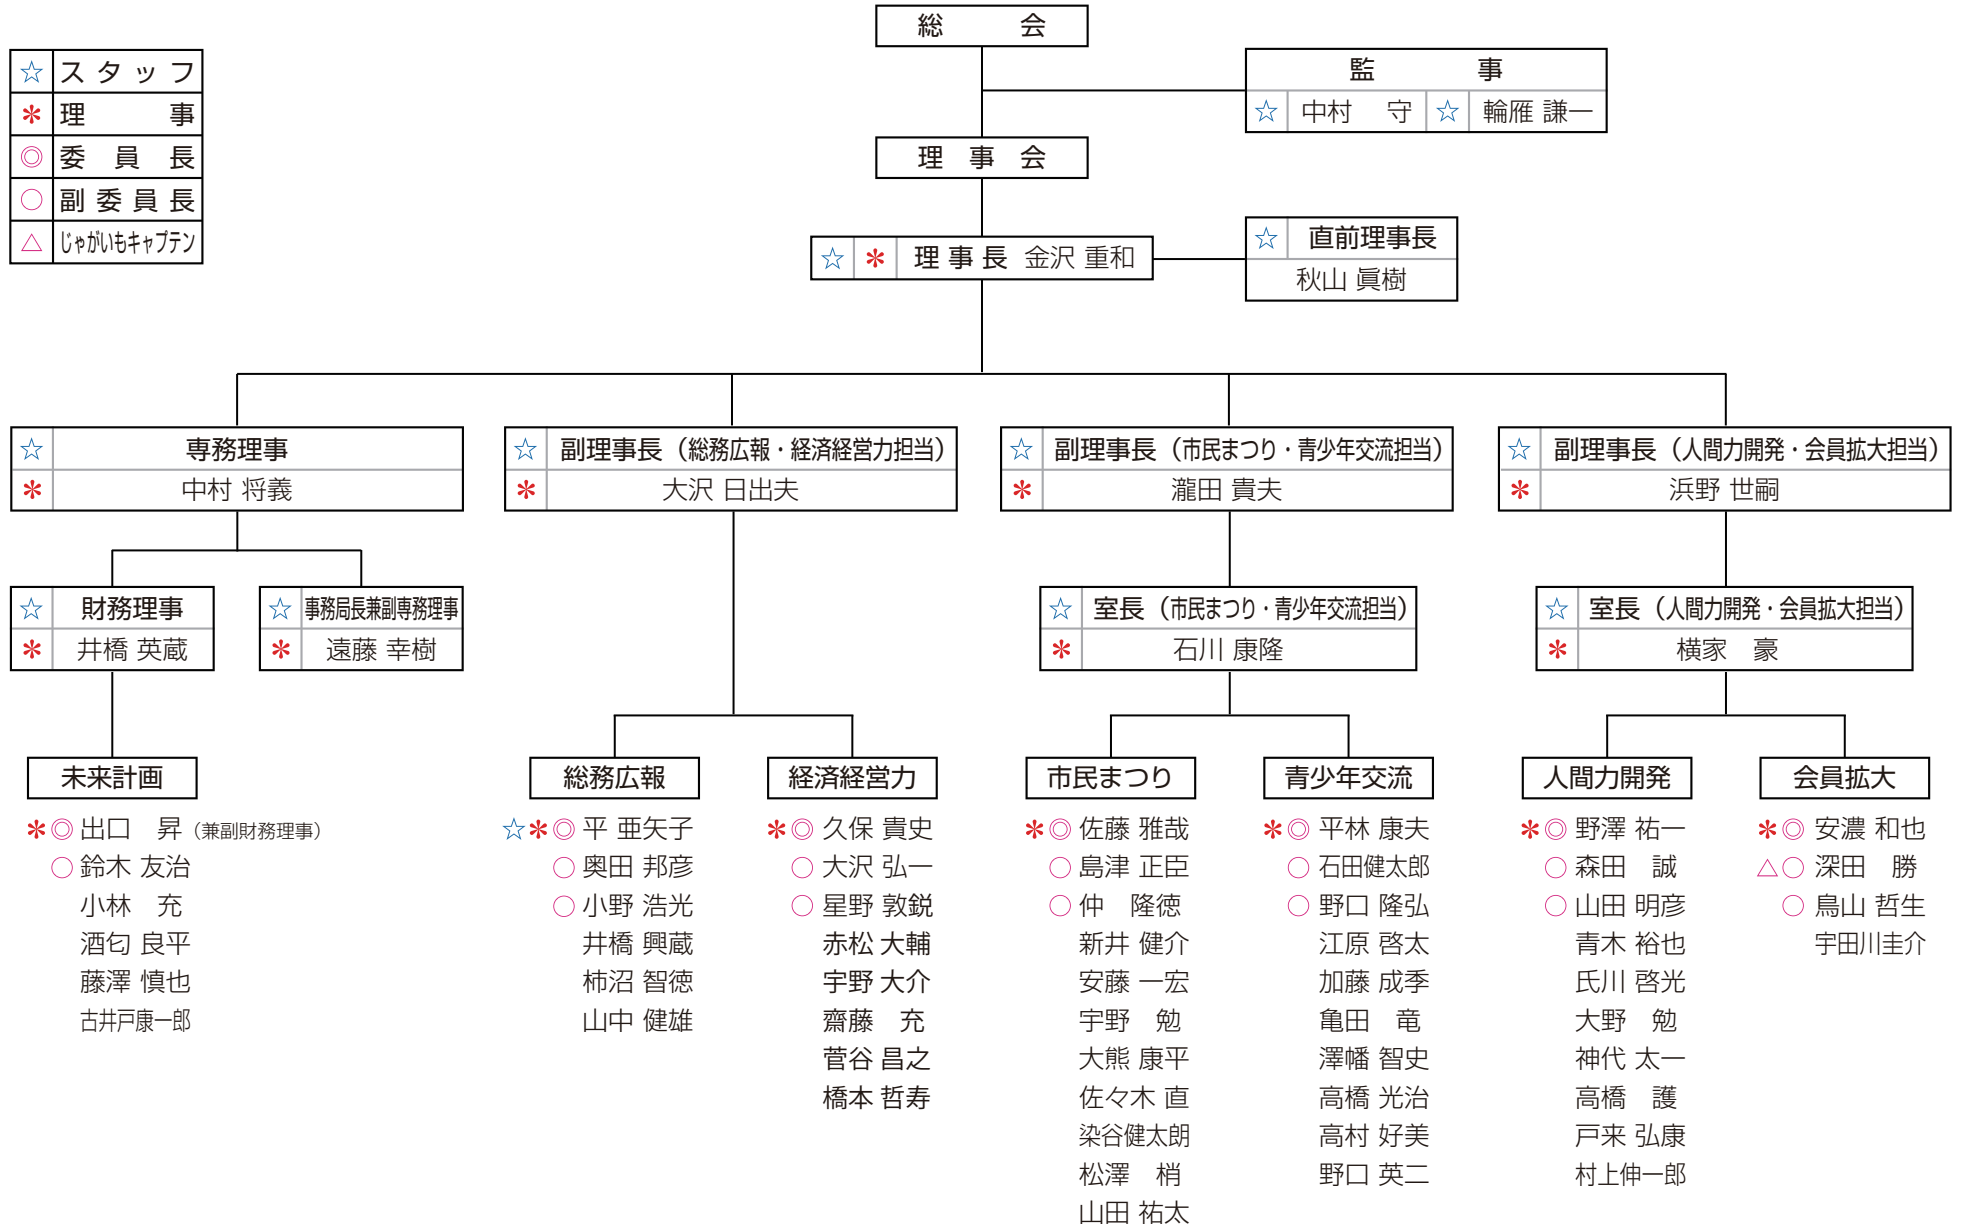 総　会
☆ スタッフ
＊ 理事
◎ 委員長
○ 副委員長
△ じゃがいもキャプテン
監　事
☆ 中村　守 ☆ 輪雁 謙一
理事会
☆ ＊ 理事長 金沢 重和
☆ 直前理事長
秋山 眞樹
☆ 専務理事
＊ 中村 将義
☆ 副理事長（総務広報・経済経営力担当）
＊ 大沢 日出夫
☆ 副理事長（市民まつり・青少年交流担当）
＊ 瀧田 貴夫
☆ 副理事長（人間力開発・会員拡大担当）
＊ 浜野 世嗣
☆ 財務理事
＊ 井橋 英蔵
☆ 事務局長兼副専務理事
＊ 遠藤 幸樹
☆ 室長（市民まつり・青少年交流担当）
＊ 石川 康隆
☆ 室長（人間力開発・会員拡大担当）
＊ 横家　豪
未来計画
＊◎ 出口　昇（兼副財務理事）
○ 鈴木 友治
小林　充
酒匂 良平
藤澤 慎也
古井戸康一郎
総務広報
☆＊◎ 平 亜矢子
○ 奥田 邦彦
○ 小野 浩光
井橋 興蔵
柿沼 智徳
山中 健雄
経済経営力
＊◎ 久保 貴史
○ 大沢 弘一
○ 星野 敦鋭
赤松 大輔
宇野 大介
齋藤　充
菅谷 昌之
橋本 哲寿
市民まつり
＊◎ 佐藤 雅哉
○ 島津 正臣
○ 仲　隆徳
新井 健介
安藤 一宏
宇野　勉
大熊 康平
佐々木 直
染谷健太朗
松澤　梢
山田 祐太
青少年交流
＊◎ 平林 康夫
○ 石田健太郎
○ 野口 隆弘
江原 啓太
加藤 成季
亀田　竜
澤幡 智史
高橋 光治
高村 好美
野口 英二
人間力開発
＊◎ 野澤 祐一
○ 森田　誠
○ 山田 明彦
青木 裕也
氏川 啓光
大野　勉
神代 太一
高橋　護
戸来 弘康
村上伸一郎
会員拡大
＊◎ 安濃 和也
△○ 深田　勝
○ 鳥山 哲生
宇田川圭介